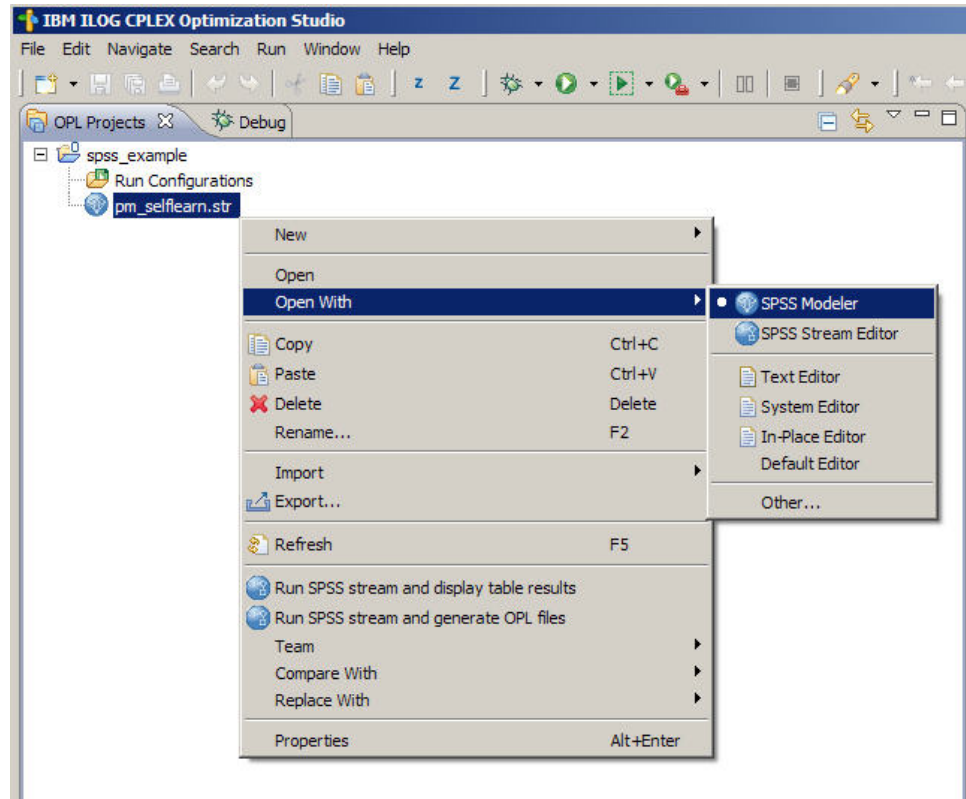 IBM ILOG CPLEX Optimization Studio
File Edit Navigate Search Run Window Help
z Z
OPL Projects Debug
spss_example
Run Configurations
pm_selflearn.str
New
Open
Open With
Copy Ctrl+C
Paste Ctrl+V
Delete Delete
Rename... F2
Import
Export...
Refresh F5
Run SPSS stream and display table results
Run SPSS stream and generate OPL files
Team
Compare With
Replace With
Properties Alt+Enter
SPSS Modeler
SPSS Stream Editor
Text Editor
System Editor
In-Place Editor
Default Editor
Other...